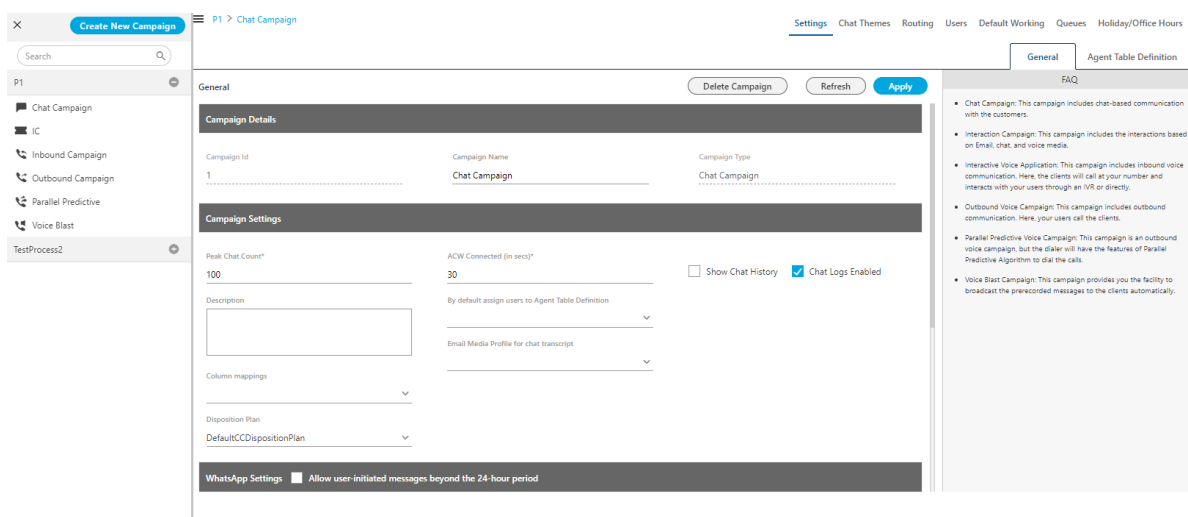 Create New Campaign
Search
P1
Chat Campaign
IC
Inbound Campaign
Outbound Campaign
Parallel Predictive
Voice Blast
TestProcess2
P1 > Chat Campaign
Settings Chat Themes Routing Users Default Working Queues Holiday/Office Hours
General Agent Table Definition
General
Delete Campaign Refresh Apply
Campaign Details
Campaign Id Campaign Name Campaign Type
1 Chat Campaign Chat Campaign
Campaign Settings
Peak Chat Count* ACW Connected (in secs)*
100 30 Show Chat History Chat Logs Enabled
Description By default assign users to Agent Table Definition
Email Media Profile for chat transcript
Column mappings
Disposition Plan
DefaultCCDispositionPlan
WhatsApp Settings Allow user-initiated messages beyond the 24-hour period
FAQ
Chat Campaign: This campaign includes chat-based communication
with the customers.
Interaction Campaign: This campaign includes the interactions based
on Email, chat, and voice media.
Interactive Voice Application: This campaign includes inbound voice
communication. Here, the clients will call at your number and
interacts with your users through an IVR or directly.
Outbound Voice Campaign: This campaign includes outbound
communication. Here, your users call the clients.
Parallel Predictive Voice Campaign: This campaign is an outbound
voice campaign, but the dialer will have the features of Parallel
Predictive Algorithm to dial the calls.
Voice Blast Campaign: This campaign provides you the facility to
broadcast the prerecorded messages to the clients automatically.